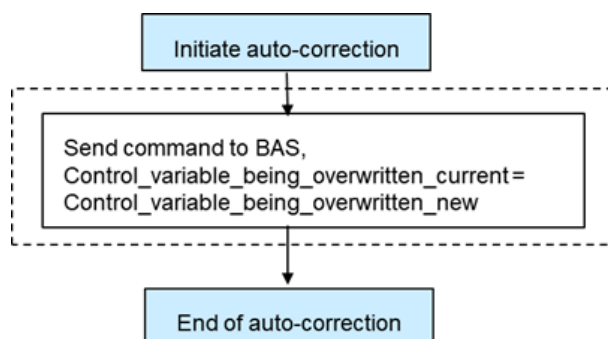 Initiate auto-correction
Send command to BAS,
Control_variable_being_overwritten_current =
Control_variable_being_overwritten_new
End of auto-correction